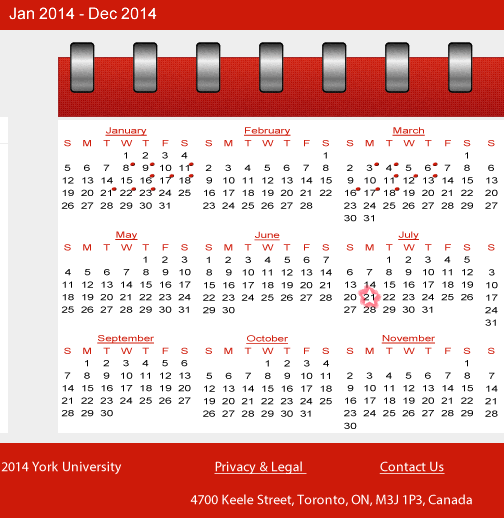 Jan 2014 - Dec 2014
January
S M T W T F S
1 2 3 4
5 6 7 8 9 10 11
12 13 14 15 16 17 18
19 20 21 22 23 24 25
26 27 28 29 30 31
February
S M T W T F S
1
2 3 4 5 6 7 8
9 10 11 12 13 14 15
16 17 18 19 20 21 22
23 24 25 26 27 28
March
S M T W T F S
1
2 3 4 5 6 7 8
9 10 11 12 13 14 15
16 17 18 19 20 21 22
23 24 25 26 27 28 29
30 31
S
6
13
20
27
May
S M T W T F S
1 2 3
4 5 6 7 8 9 10
11 12 13 14 15 16 17
18 19 20 21 22 23 24
25 26 27 28 29 30 31
June
S M T W T F S
1 2 3 4 5 6 7
8 9 10 11 12 13 14
15 16 17 18 19 20 21
22 23 24 25 26 27 28
29 30
July
S M T W T F S
1 2 3 4 5
6 7 8 9 10 11 12
13 14 15 16 17 18 19
20 21 22 23 24 25 26
27 28 29 30 31
S
3
10
17
24
31
September
S M T W T F S
1 2 3 4 5 6
7 8 9 10 11 12 13
14 15 16 17 18 19 20
21 22 23 24 25 26 27
28 29 30
October
S M T W T F S
1 2 3 4
5 6 7 8 9 10 11
12 13 14 15 16 17 18
19 20 21 22 23 24 25
26 27 28 29 30 31
November
S M T W T F S
1
2 3 4 5 6 7 8
9 10 11 12 13 14 15
16 17 18 19 20 21 22
23 24 25 26 27 28 29
30
S
7
14
21
28
2014 York University
Privacy & Legal
Contact Us
4700 Keele Street, Toronto, ON, M3J 1P3, Canada